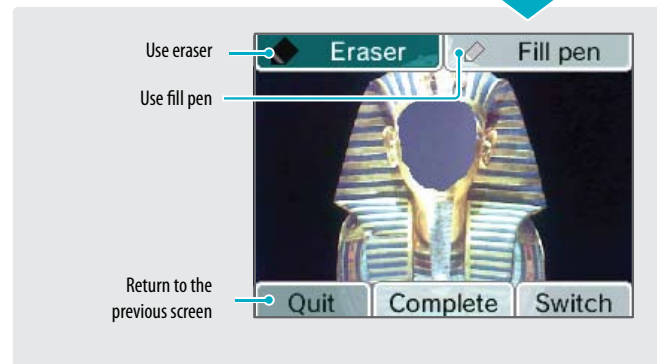 Use eraser
Eraser
Fill pen
Use fill pen
Return to the
previous screen
Quit
Complete
Switch